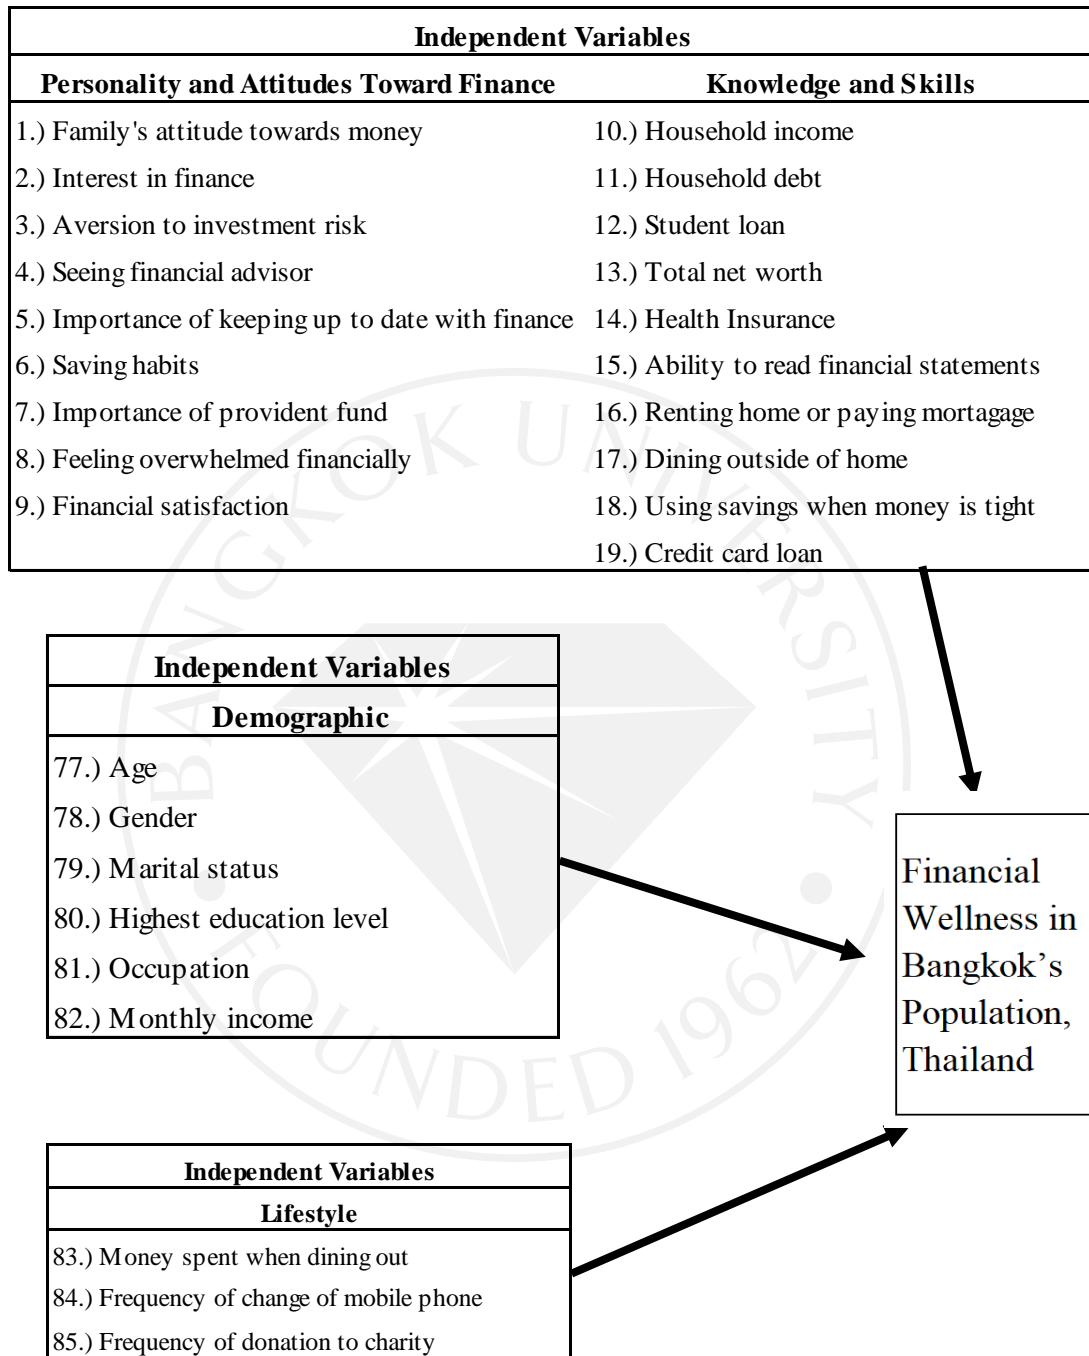 Independent Variables
Personality and Attitudes Toward Finance
Knowledge and Skills
1.) Family's attitude towards money
2.) Interest in finance
3.) Aversion to investment risk
4.) Seeing financial advisor
5.) Importance of keeping up to date with finance
6.) Saving habits
7.) Importance of provident fund
8.) Feeling overwhelmed financially
9.) Financial satisfaction
10.) Household income
11.) Household debt
12.) Student loan
13.) Total net worth
14.) Health Insurance
15.) Ability to read financial statements
16.) Renting home or paying mortagage
17.) Dining outside of home
18.) Using savings when money is tight
19.) Credit card loan
Independent Variables
Demographic
77.) Age
78.) Gender
79.) Marital status
80.) Highest education level
81.) Occupation
82.) Monthly income
Financial
Wellness in
Bangkok’s
Population,
Thailand
Independent Variables
Lifestyle
83.) Money spent when dining out
84.) Frequency of change of mobile phone
85.) Frequency of donation to charity
BANGKOK UNIVERSITY
FOUNDED 1962